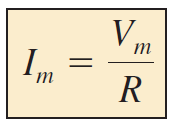 I_m = V_m / R